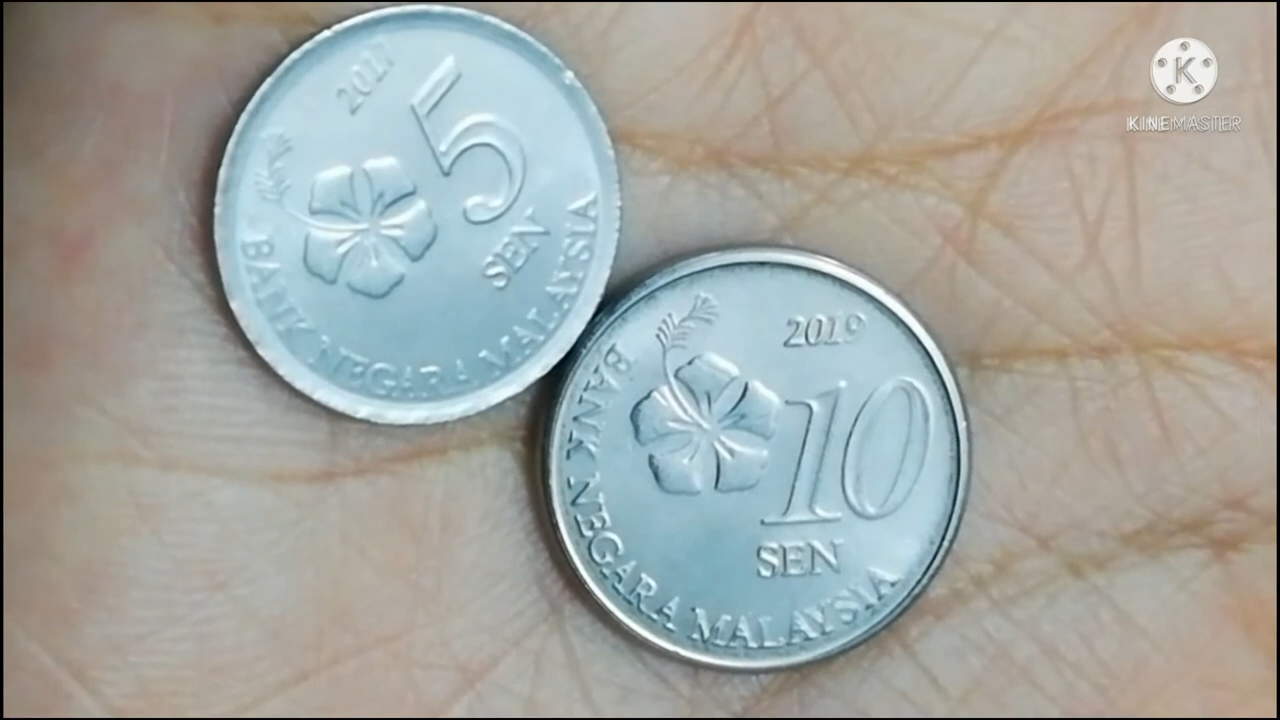 2017
5
SEN
BANK NEGARA MALAYSIA
2019
10
SEN
BANK NEGARA MALAYSIA
K
KINEMASTER